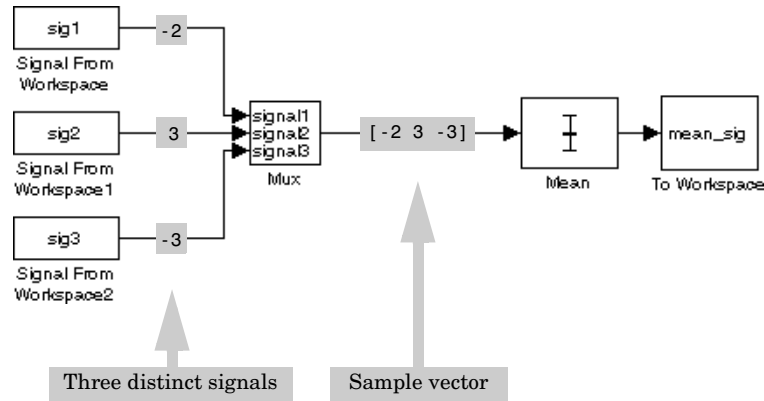 sig1
-2
Signal From
Workspace
sig2
3
Signal From
Workspace1
sig3
-3
Signal From
Workspace2
signal1
signal2
signal3
Mux
[-2 3 -3]
Mean
mean_sig
To Workspace
Three distinct signals
Sample vector